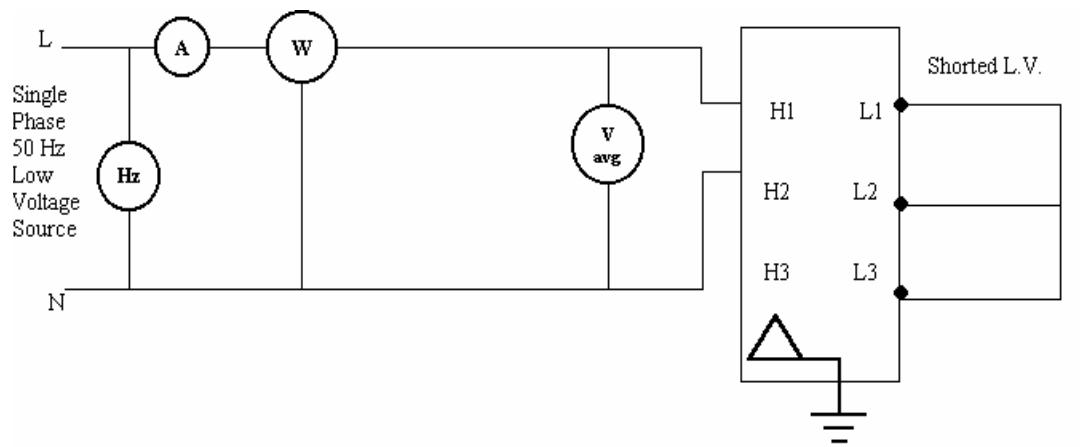 L
A
W
Single
Phase
50 Hz
Low
Voltage
Source
Hz
V
avg
N
H1
H2
H3
L1
L2
L3
Shorted L.V.